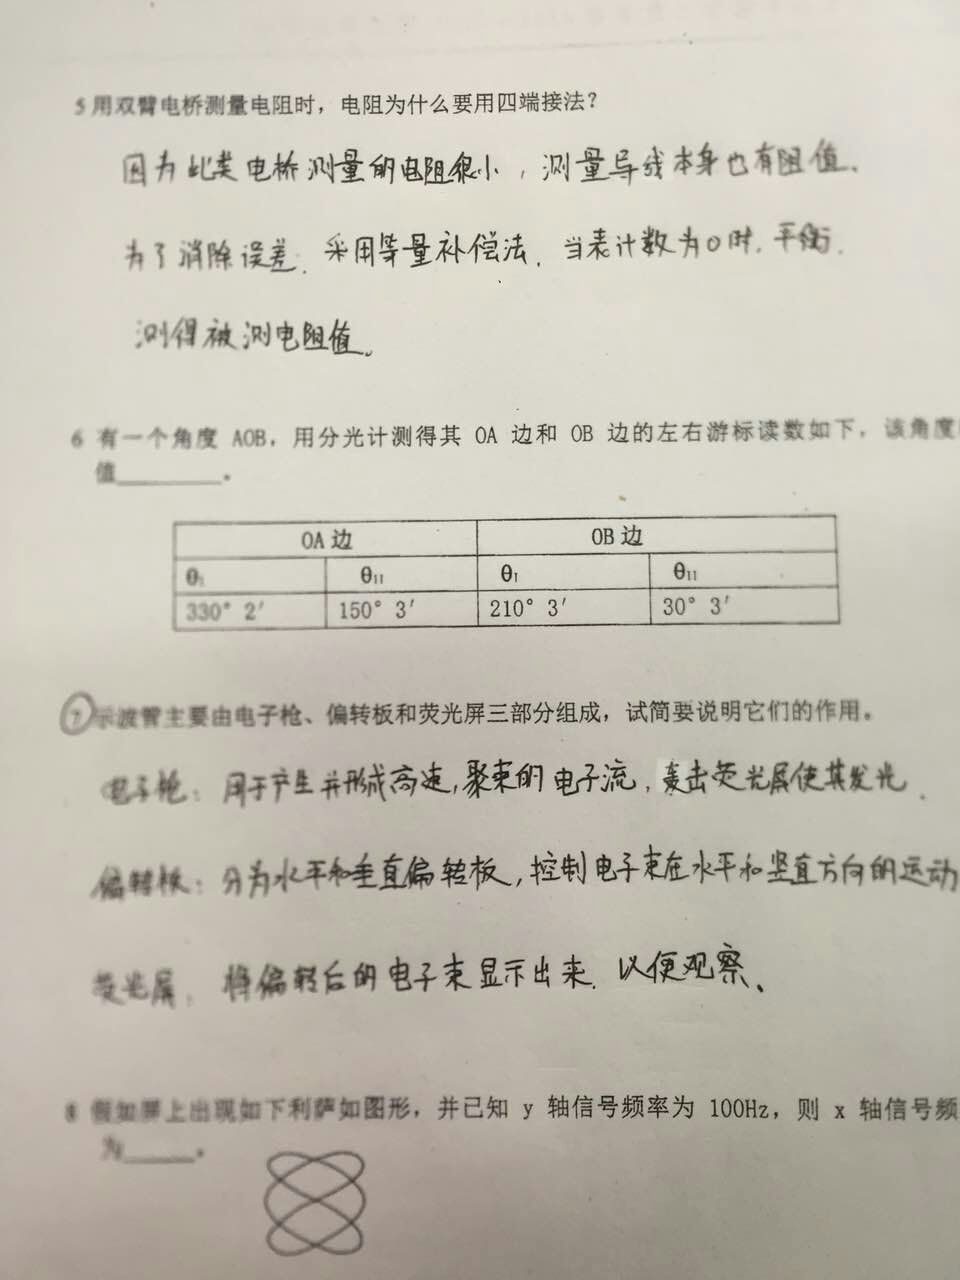 5用双臂电桥测量电阻时，电阻为什么要用四端接法？
因为此类电桥测量的电阻很小，测量导线本身也有阻值、
为了消除误差．采用等量补偿法．当表计数为0时．平衡．
测得被测电阻值。
6 有一个角度 AOB，用分光计测得其 OA 边和 OB 边的左右游标读数如下，该角度
值________。
OA 边 OB 边
θI θII θI θII
330° 2′ 150° 3′ 210° 3′ 30° 3′
7 示波管主要由电子枪、偏转板和荧光屏三部分组成，试简要说明它们的作用。
电子枪：用于产生并形成高速，聚束的电子流，轰击荧光屏使其发光．
偏转板：分为水平和垂直偏转板，控制电子束在水平和竖直方向的运动
荧光屏：将偏转后的电子束显示出来．以便观察、
8 假如屏上出现如下利萨如图形，并已知 y 轴信号频率为 100Hz，则 x 轴信号频
为______。